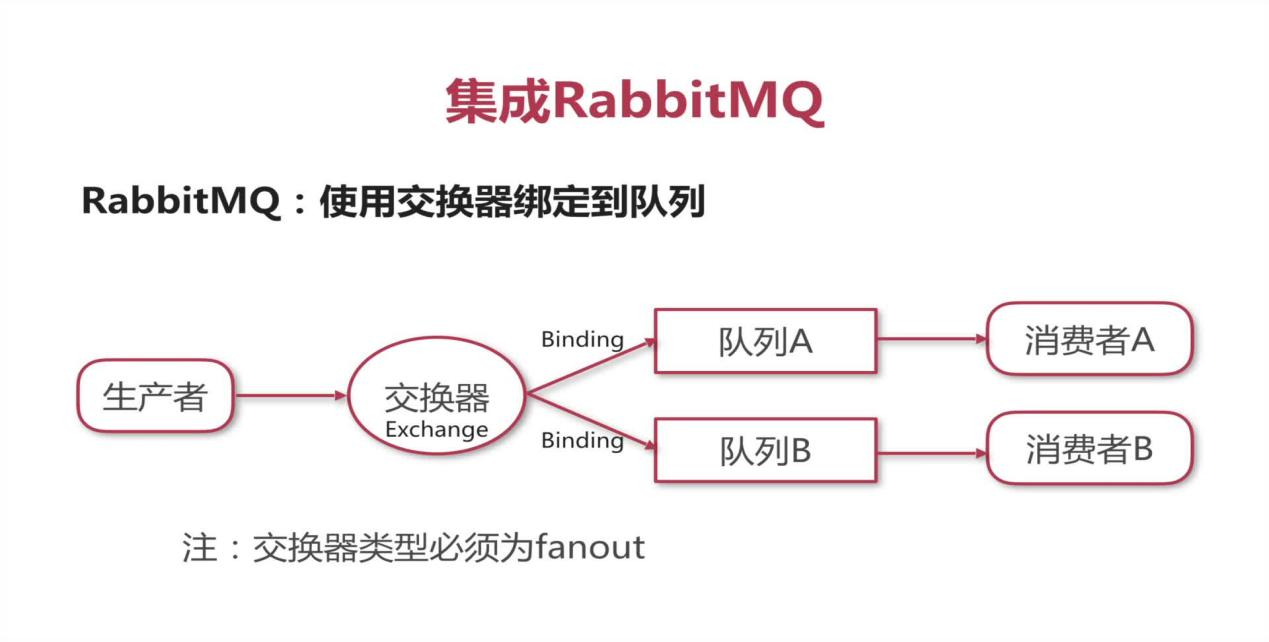 集成RabbitMQ
RabbitMQ：使用交换器绑定到队列
Binding
队列A
消费者A
生产者
交换器
Exchange
Binding
队列B
消费者B
注：交换器类型必须为fanout